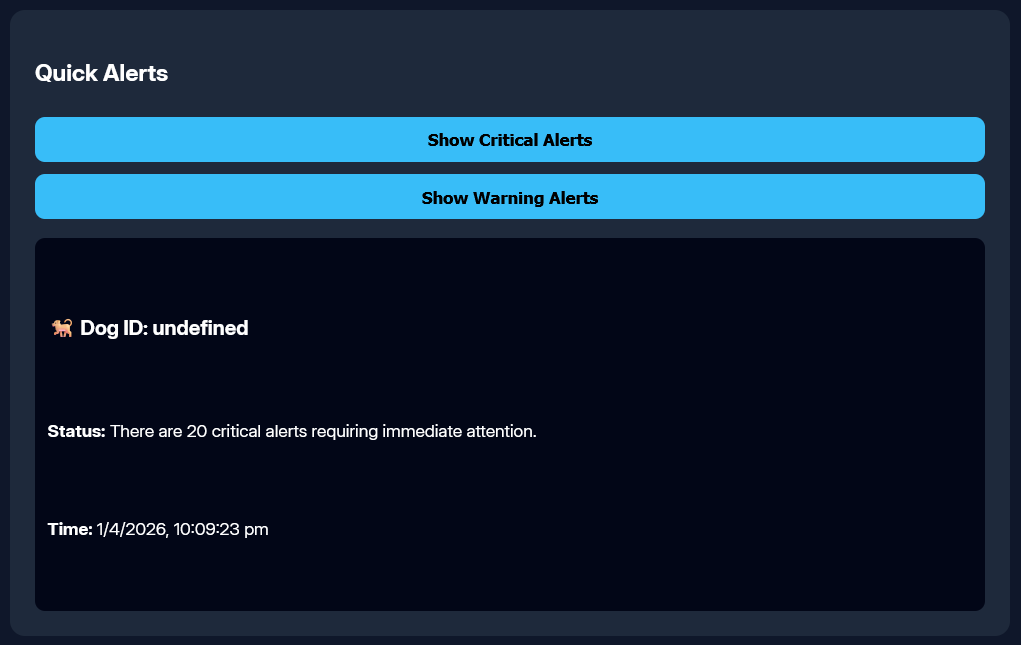 Quick Alerts
Show Critical Alerts
Show Warning Alerts
🐕 Dog ID: undefined
Status: There are 20 critical alerts requiring immediate attention.
Time: 1/4/2026, 10:09:23 pm